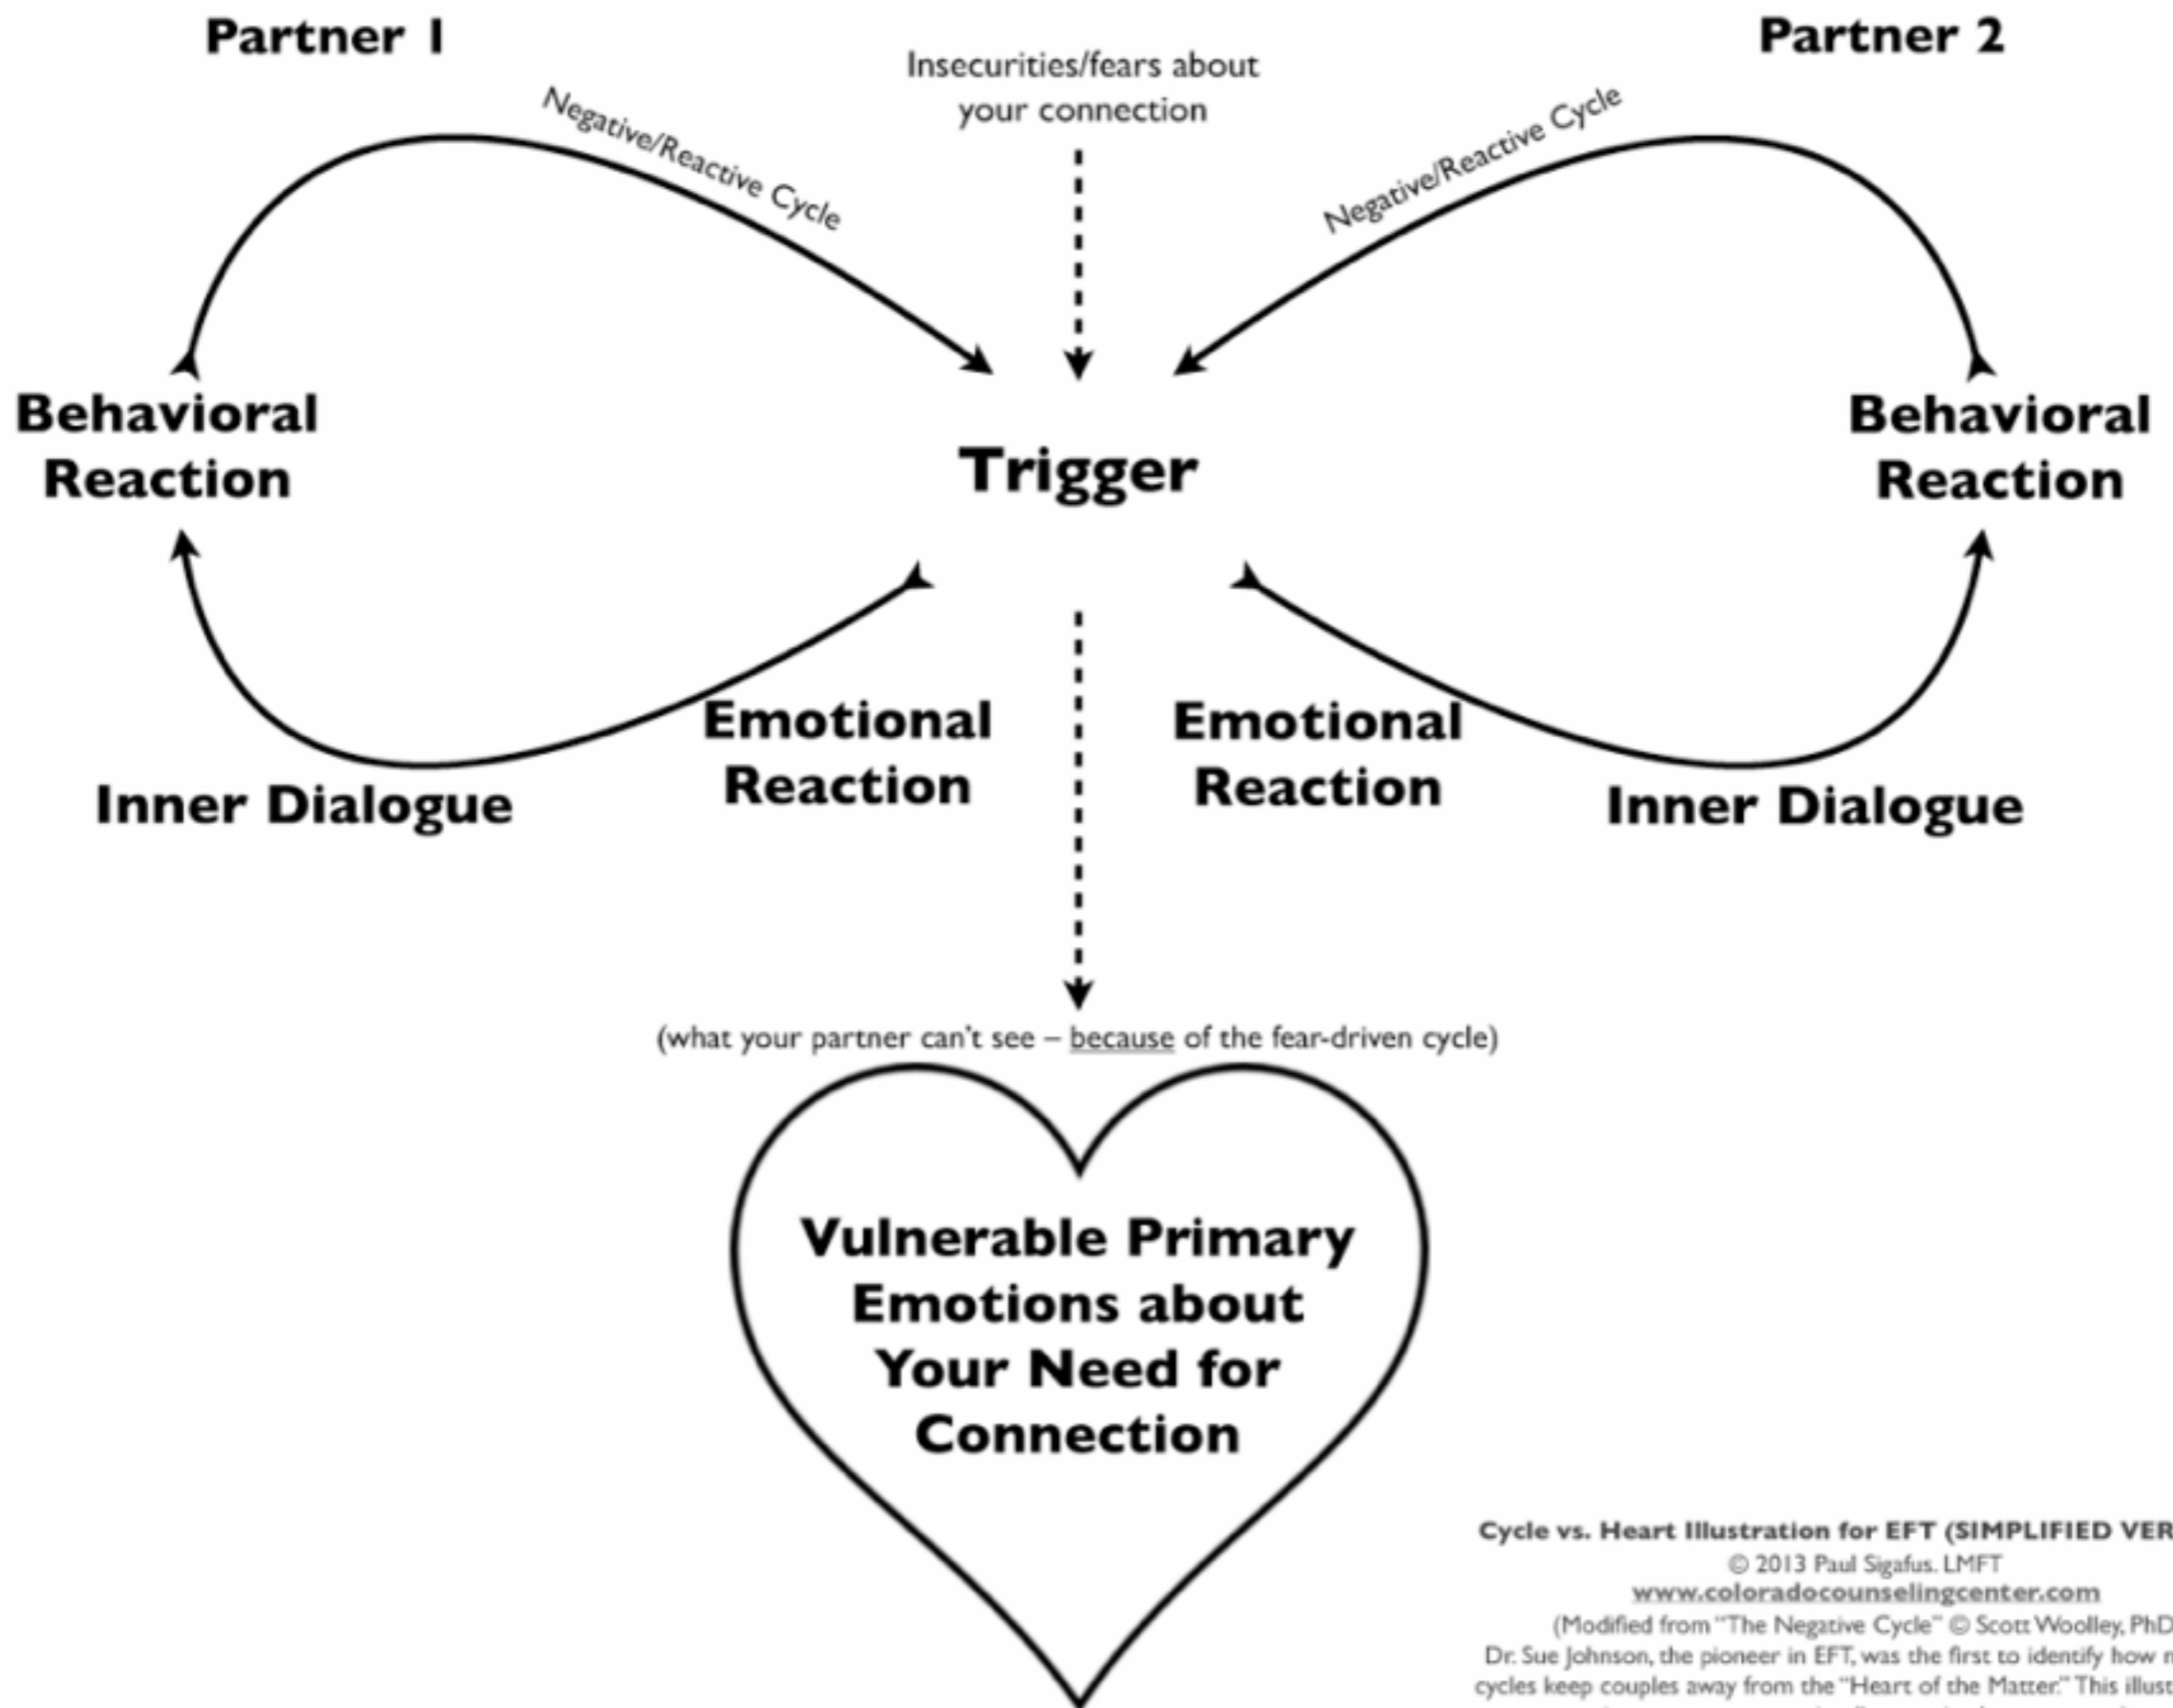 Partner 1
Partner 2
Insecurities/fears about
your connection
Negative/Reactive Cycle
Negative/Reactive Cycle
Behavioral
Reaction
Trigger
Behavioral
Reaction
Emotional
Reaction
Emotional
Reaction
Inner Dialogue
Inner Dialogue
(what your partner can't see – because of the fear-driven cycle)
Vulnerable Primary
Emotions about
Your Need for
Connection
Cycle vs. Heart Illustration for EFT (SIMPLIFIED VER
© 2013 Paul Sigafus. LMFT
www.coloradocounselingcenter.com
(Modified from "The Negative Cycle" © Scott Woolley, PhD
Dr. Sue Johnson, the pioneer in EFT, was the first to identify how
cycles keep couples away from the "Heart of the Matter." This illust